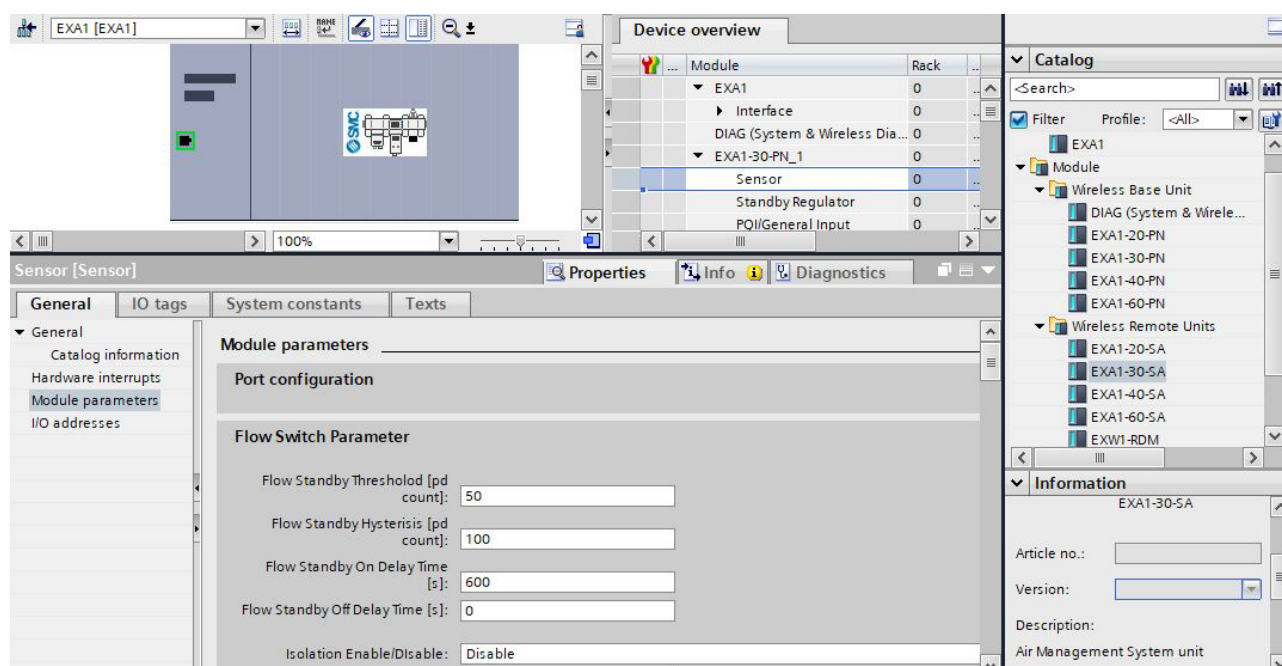 EXA1 [EXA1]
NAME
±
Device overview
... Module Rack ...
EXA1 0
Interface 0
DIAG (System & Wireless Dia... 0
EXA1-30-PN_1 0
Sensor 0
Standby Regulator 0
PQI/General Input 0
SMC
100%
Catalog
<Search>
Filter Profile: <All>
EXA1
Module
Wireless Base Unit
DIAG (System & Wirele...
EXA1-20-PN
EXA1-30-PN
EXA1-40-PN
EXA1-60-PN
Wireless Remote Units
EXA1-20-SA
EXA1-30-SA
EXA1-40-SA
EXA1-60-SA
EXW1-RDM
Sensor [Sensor]
Properties
Info
Diagnostics
General
IO tags
System constants
Texts
General
Catalog information
Hardware interrupts
Module parameters
I/O addresses
Module parameters
Port configuration
Flow Switch Parameter
Flow Standby Thresholod [pd
count]: 50
Flow Standby Hysterisis [pd
count]: 100
Flow Standby On Delay Time
[s]: 600
Flow Standby Off Delay Time [s]: 0
Isolation Enable/DIsable: Disable
Information
EXA1-30-SA
Article no.:
Version:
Description:
Air Management System unit